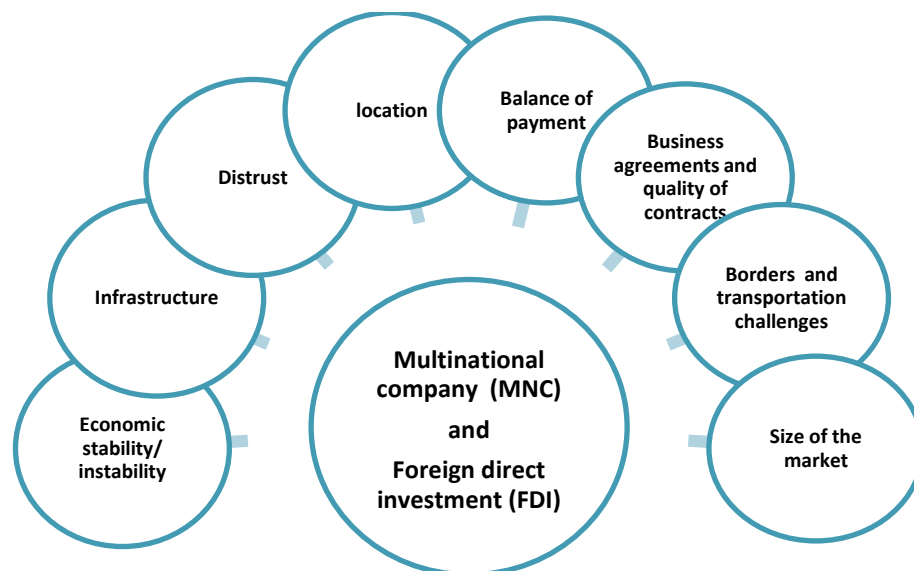 location
Balance of
payment
Distrust
Business
agreements and
quality of
contracts
Infrastructure
Borders and
transportation
challenges
Economic
stability/
instability
Size of the
market
Multinational
company (MNC)
and
Foreign direct
investment (FDI)